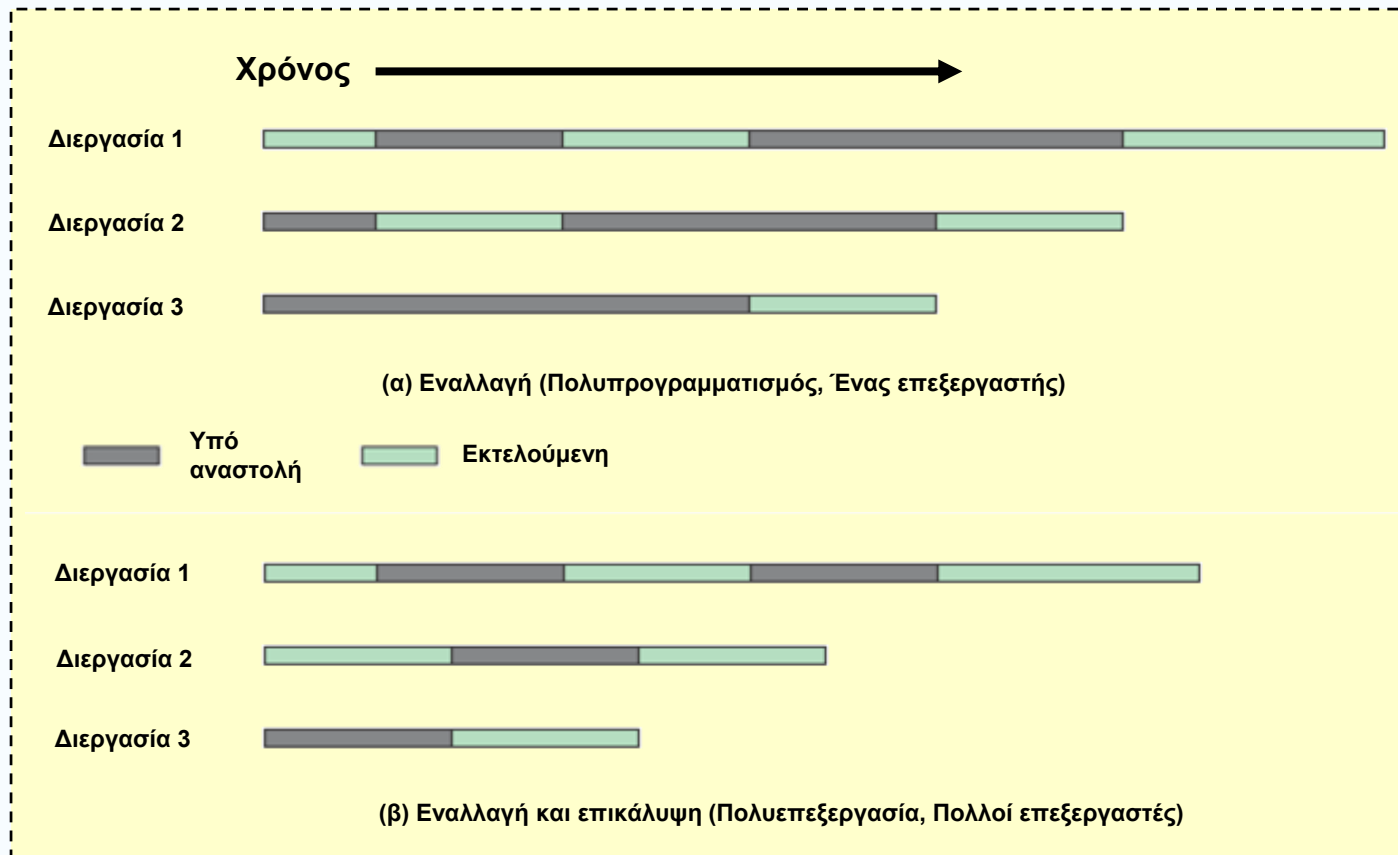 Χρόνος
Διεργασία 1
Διεργασία 2
Διεργασία 3
(α) Εναλλαγή (Πολυπρογραμματισμός, Ένας επεξεργαστής)
Υπό
αναστολή
Εκτελούμενη
Διεργασία 1
Διεργασία 2
Διεργασία 3
(β) Εναλλαγή και επικάλυψη (Πολυεπεξεργασία, Πολλοί επεξεργαστές)